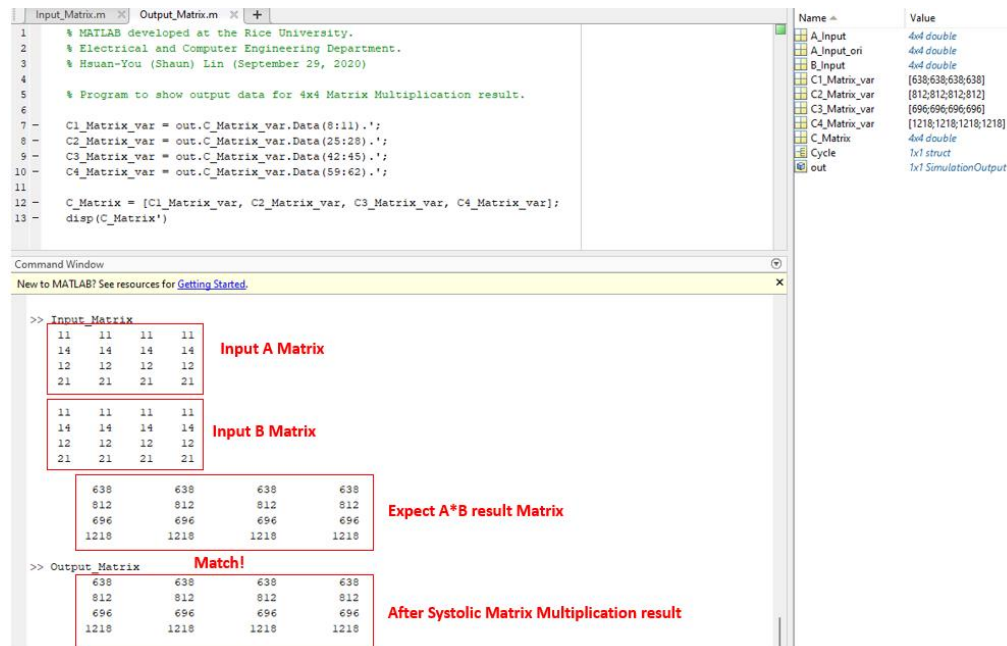 Input_Matrix.m × Output_Matrix.m × +
1 % MATLAB developed at the Rice University.
2 % Electrical and Computer Engineering Department.
3 % Hsuan-You (Shaun) Lin (September 29, 2020)
4
5 % Program to show output data for 4x4 Matrix Multiplication result.
6
7 - C1_Matrix_var = out.C_Matrix_var.Data(8:11).';
8 - C2_Matrix_var = out.C_Matrix_var.Data(25:28).';
9 - C3_Matrix_var = out.C_Matrix_var.Data(42:45).';
10 - C4_Matrix_var = out.C_Matrix_var.Data(59:62).';
11
12 - C_Matrix = [C1_Matrix_var, C2_Matrix_var, C3_Matrix_var, C4_Matrix_var];
13 - disp(C_Matrix')
Name Value
A_Input 4x4 double
A_Input_ori 4x4 double
B_Input 4x4 double
C1_Matrix_var [638;638;638;638]
C2_Matrix_var [812;812;812;812]
C3_Matrix_var [696;696;696;696]
C4_Matrix_var [1218;1218;1218;1218]
C_Matrix 4x4 double
Cycle 1x1 struct
out 1x1 SimulationOutput
Command Window
New to MATLAB? See resources for Getting Started. ×
>> Input_Matrix
11 11 11 11
14 14 14 14
12 12 12 12
21 21 21 21
Input A Matrix
11 11 11 11
14 14 14 14
12 12 12 12
21 21 21 21
Input B Matrix
638 638 638 638
812 812 812 812
696 696 696 696
1218 1218 1218 1218
Expect A*B result Matrix
Match!
>> Output_Matrix
638 638 638 638
812 812 812 812
696 696 696 696
1218 1218 1218 1218
After Systolic Matrix Multiplication result